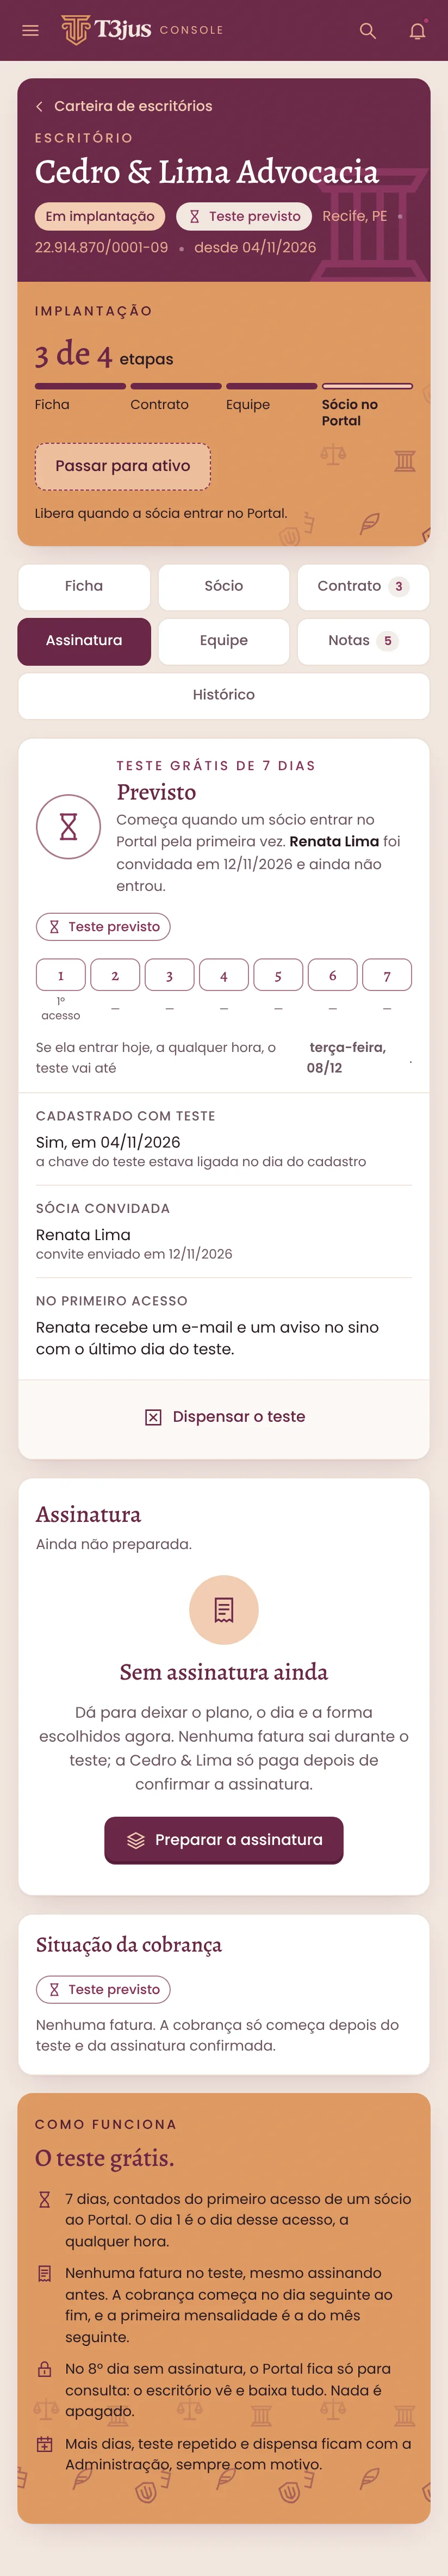 T3jus CONSOLE
Carteira de escritórios
ESCRITÓRIO
Cedro & Lima Advocacia
Em implantação
Teste previsto
Recife, PE •
22.914.870/0001-09 • desde 04/11/2026
IMPLANTAÇÃO
3 de 4 etapas
Ficha
Contrato
Equipe
Sócio no
Portal
Passar para ativo
Libera quando a sócia entrar no Portal.
Ficha
Sócio
Contrato 3
Assinatura
Equipe
Notas 5
Histórico
TESTE GRÁTIS DE 7 DIAS
Previsto
Começa quando um sócio entrar no
Portal pela primeira vez. Renata Lima foi
convidada em 12/11/2026 e ainda não
entrou.
Teste previsto
1 2 3 4 5 6 7
1º
acesso
— — — — — —
Se ela entrar hoje, a qualquer hora, o
teste vai até
terça-feira,
08/12
.
CADASTRADO COM TESTE
Sim, em 04/11/2026
a chave do teste estava ligada no dia do cadastro
SÓCIA CONVIDADA
Renata Lima
convite enviado em 12/11/2026
NO PRIMEIRO ACESSO
Renata recebe um e-mail e um aviso no sino
com o último dia do teste.
Dispensar o teste
Assinatura
Ainda não preparada.
Sem assinatura ainda
Dá para deixar o plano, o dia e a forma
escolhidos agora. Nenhuma fatura sai durante o
teste; a Cedro & Lima só paga depois de
confirmar a assinatura.
Preparar a assinatura
Situação da cobrança
Teste previsto
Nenhuma fatura. A cobrança só começa depois do
teste e da assinatura confirmada.
COMO FUNCIONA
O teste grátis.
7 dias, contados do primeiro acesso de um sócio
ao Portal. O dia 1 é o dia desse acesso, a
qualquer hora.
Nenhuma fatura no teste, mesmo assinando
antes. A cobrança começa no dia seguinte ao
fim, e a primeira mensalidade é a do mês
seguinte.
No 8º dia sem assinatura, o Portal fica só para
consulta: o escritório vê e baixa tudo. Nada é
apagado.
Mais dias, teste repetido e dispensa ficam com a
Administração, sempre com motivo.